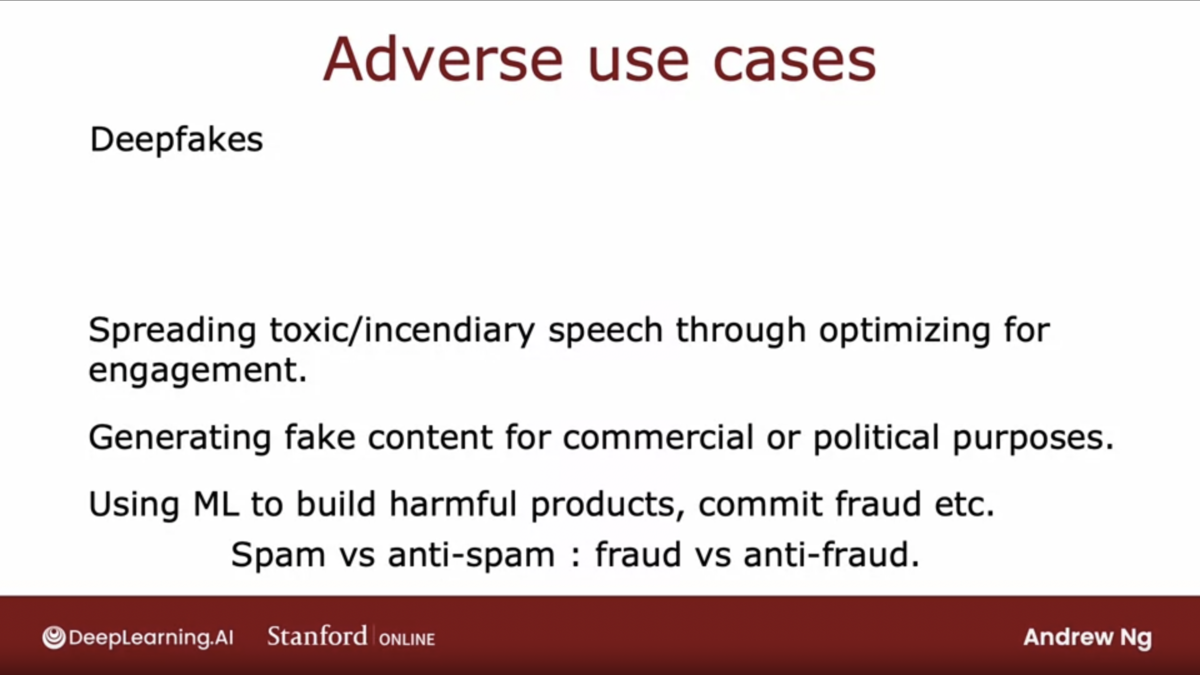 Adverse use cases
Deepfakes
Spreading toxic/incendiary speech through optimizing for
engagement.
Generating fake content for commercial or political purposes.
Using ML to build harmful products, commit fraud etc.
Spam vs anti-spam : fraud vs anti-fraud.
DeepLearning.AI Stanford ONLINE Andrew Ng